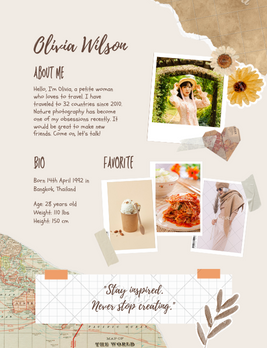 Olivia Wilson
ABOUT ME
Hello, I'm Olivia, a petite woman
who loves to travel. I have
traveled to 32 countries since 2010.
Nature photography has become
one of my obsessions recently. It
would be great to make new
friends. Come on, let's talk!
BIO
FAVORITE
Born 14th April 1992 in
Bangkok, Thailand
Age: 28 years old
Weight: 110 lbs
Height: 150 cm
"Stay inspired.
Never stop creating."
MAP OF
THE WORLD